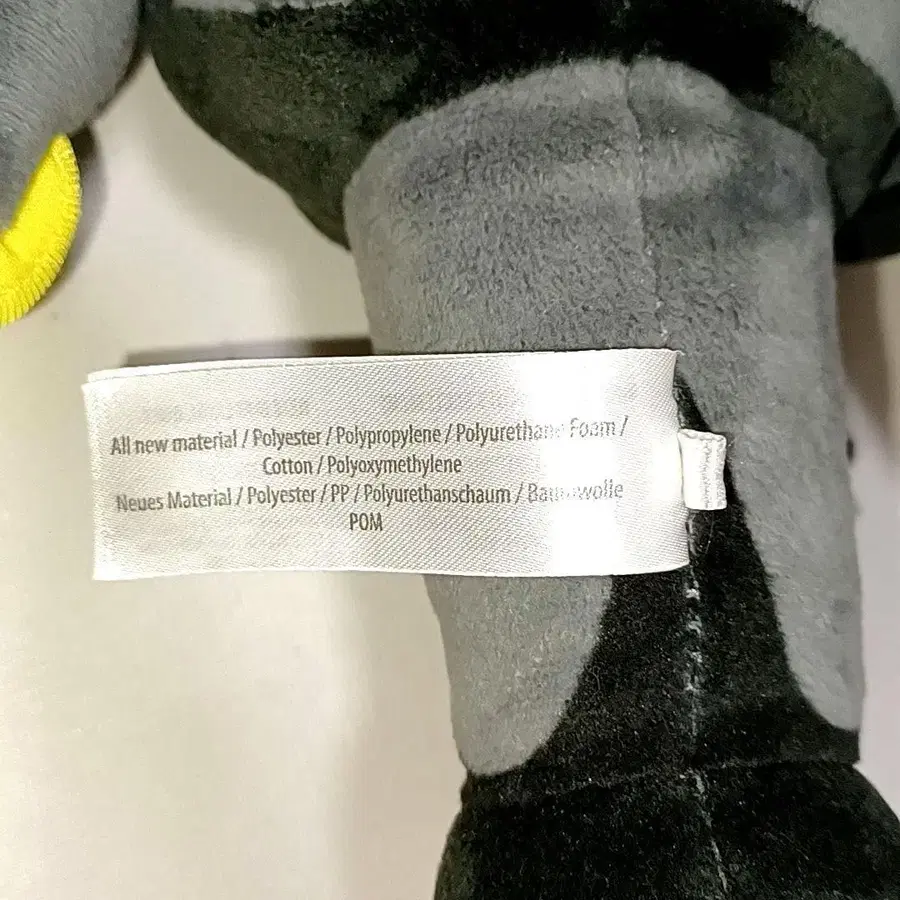 All new material / Polyester / Polypropylene / Polyurethane Foam /
Cotton / Polyoxymethylene
Neues Material / Polyester / PP / Polyurethanschaum / Baumwolle
POM